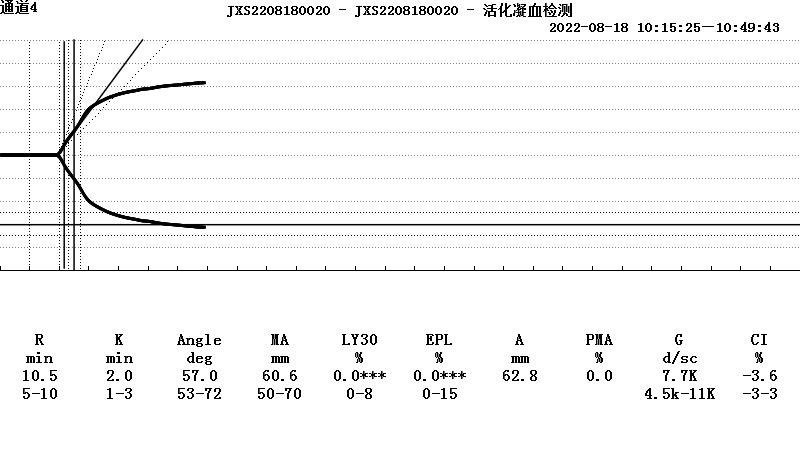 通道4
JXS2208180020 - JXS2208180020 - 活化凝血检测
2022-08-18 10:15:25—10:49:43
R K Angle MA LY30 EPL A PMA G CI
min min deg mm % % mm % d/sc %
10.5 2.0 57.0 60.6 0.0*** 0.0*** 62.8 0.0 7.7K -3.6
5-10 1-3 53-72 50-70 0-8 0-15 4.5k-11K -3-3